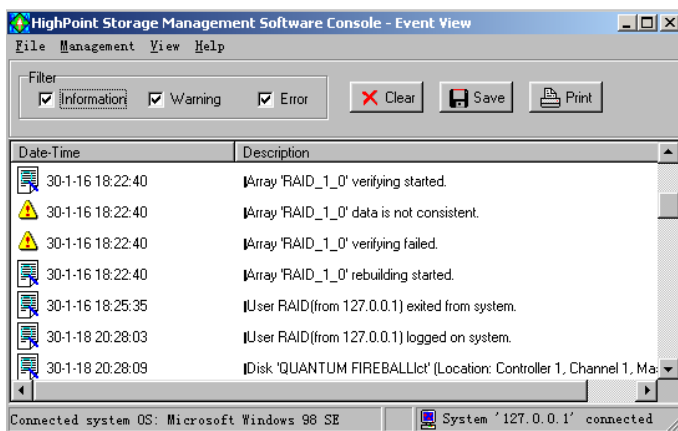 HighPoint Storage Management Software Console - Event View
File Management View Help
Filter
Information Warning Error Clear Save Print
Date-Time Description
30-1-16 18:22:40 Array 'RAID_1_0' verifying started.
30-1-16 18:22:40 Array 'RAID_1_0' data is not consistent.
30-1-16 18:22:40 Array 'RAID_1_0' verifying failed.
30-1-16 18:22:40 Array 'RAID_1_0' rebuilding started.
30-1-16 18:25:35 User RAID(from 127.0.0.1) exited from system.
30-1-18 20:28:03 User RAID(from 127.0.0.1) logged on system.
30-1-18 20:28:09 Disk 'QUANTUM FIREBALLlct' (Location: Controller 1, Channel 1, Ma
Connected system OS: Microsoft Windows 98 SE System '127.0.0.1' connected